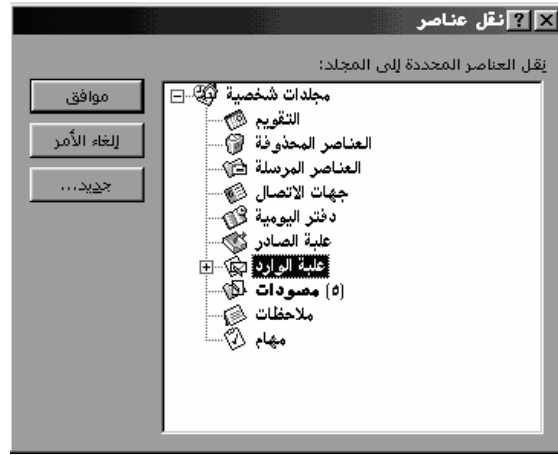 نقل عناصر
نقل العناصر المحددة إلى المجلد:
مجلدات شخصية
التقويم
العناصر المحذوفة
العناصر المرسلة
جهات الاتصال
دفتر اليومية
علبة الصادر
علبة الوارد
مصودات (٥)
ملاحظات
مهام
موافق
إلغاء الأمر
جديد...